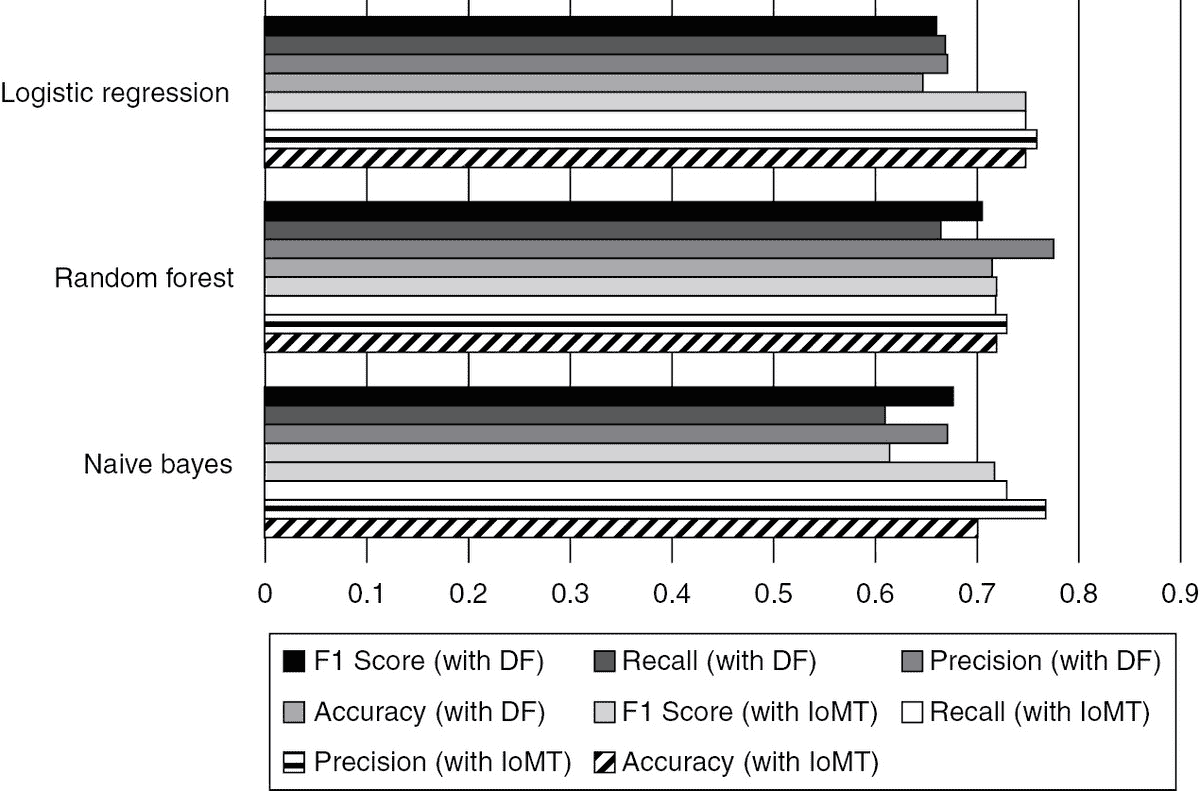 Logistic regression
Random forest
Naive bayes
0 0.1 0.2 0.3 0.4 0.5 0.6 0.7 0.8 0.9
F1 Score (with DF) Recall (with DF) Precision (with DF)
Accuracy (with DF) F1 Score (with IoMT) Recall (with IoMT)
Precision (with IoMT) Accuracy (with IoMT)